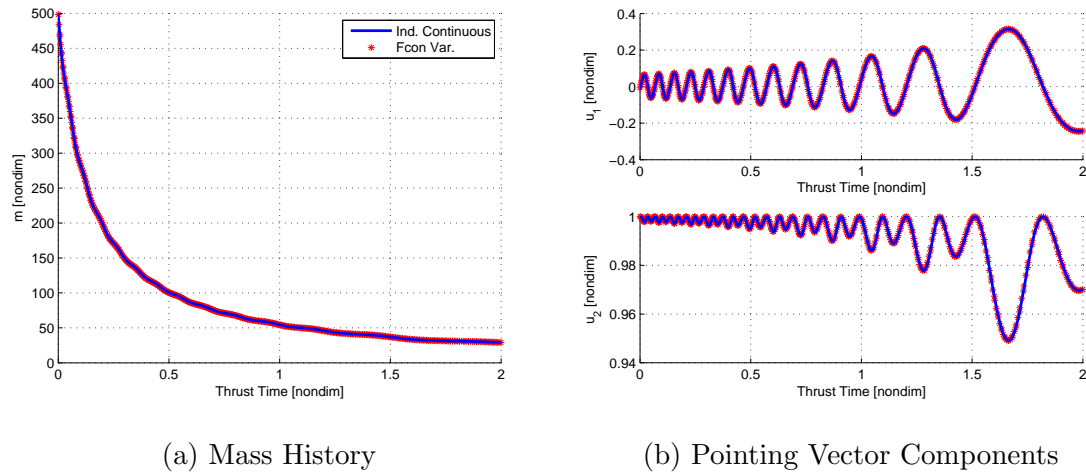 500
450
400
350
300
250
200
150
100
50
0
0 0.5 1 1.5 2
m [nondim]
Thrust Time [nondim]
Ind. Continuous
Fcon Var.
(a) Mass History
0.4
0.2
0
−0.2
−0.4
0 0.5 1 1.5 2
u1 [nondim]
Thrust Time [nondim]
1
0.98
0.96
0.94
0 0.5 1 1.5 2
u2 [nondim]
Thrust Time [nondim]
(b) Pointing Vector Components